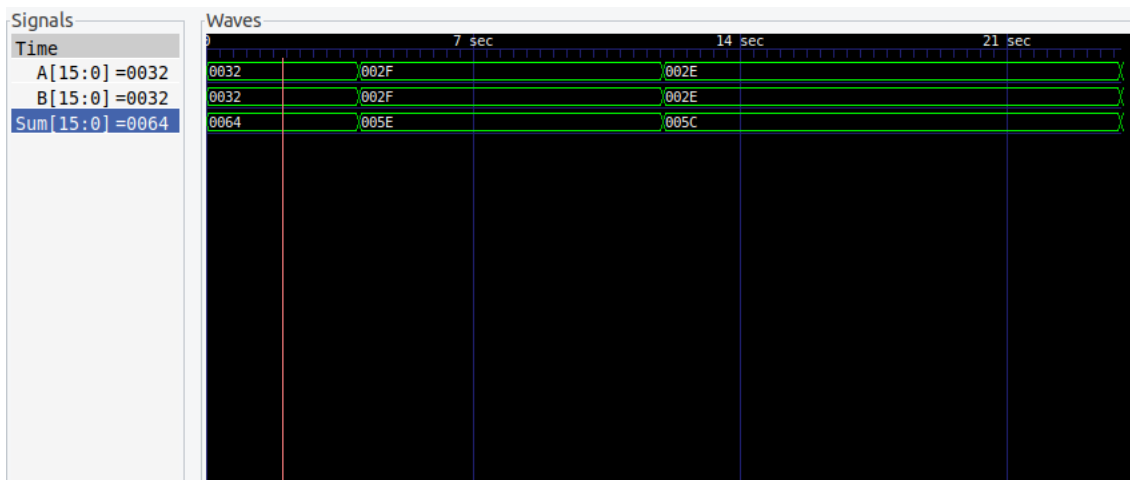 Signals
Waves
Time
0 7 sec 14 sec 21 sec
A[15:0] =0032 0032 002F 002E
B[15:0] =0032 0032 002F 002E
Sum[15:0] =0064 0064 005E 005C